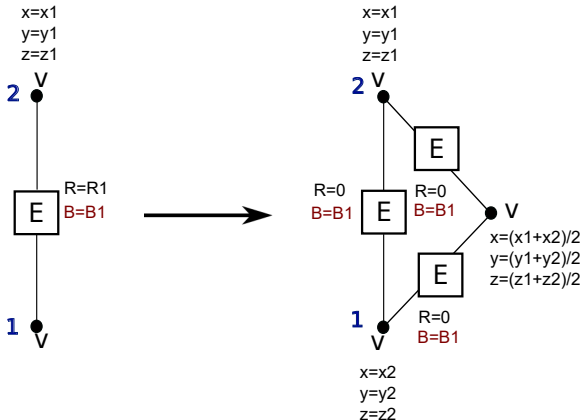 x=x1
y=y1
z=z1
V
2
E
R=R1
B=B1
1
V
x=x1
y=y1
z=z1
V
2
E
R=0
B=B1
E
R=0
B=B1
V
x=(x1+x2)/2
y=(y1+y2)/2
z=(z1+z2)/2
E
R=0
B=B1
1
V
x=x2
y=y2
z=z2